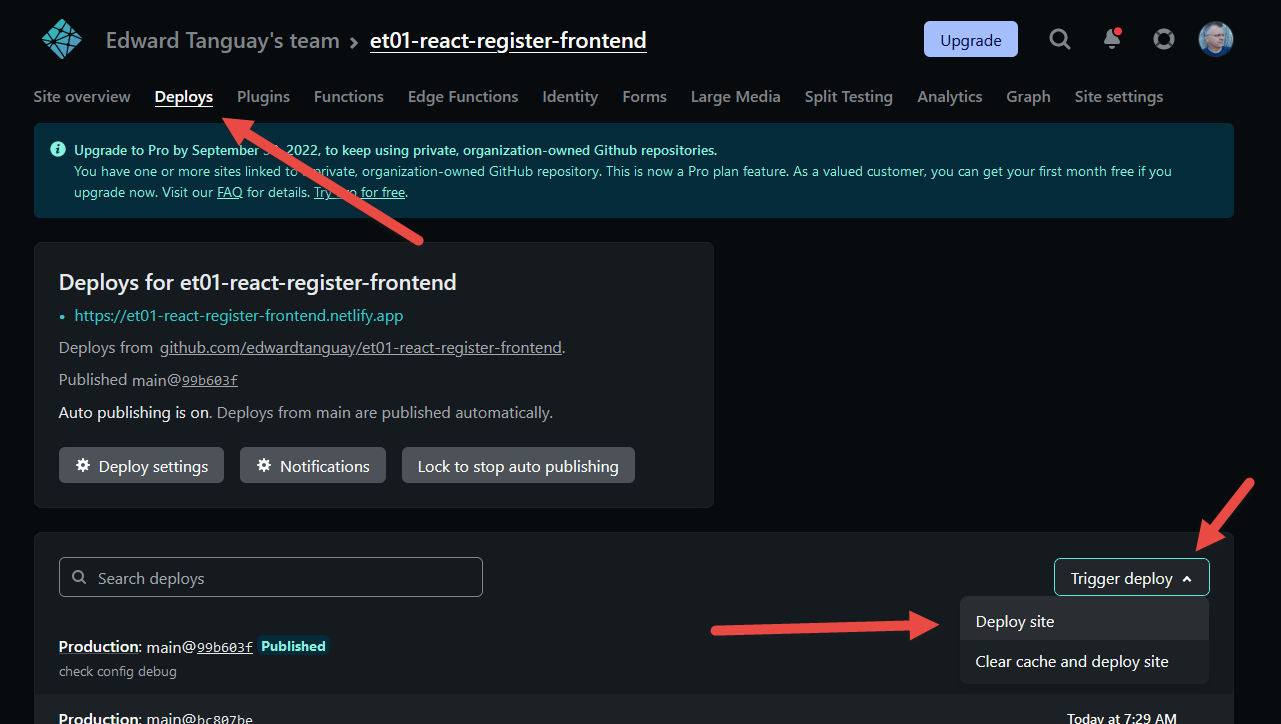 Edward Tanguay's team > et01-react-register-frontend
Upgrade
Site overview Deploys Plugins Functions Edge Functions Identity Forms Large Media Split Testing Analytics Graph Site settings
Upgrade to Pro by September 2022, to keep using private, organization-owned Github repositories.
You have one or more sites linked to private, organization-owned GitHub repository. This is now a Pro plan feature. As a valued customer, you can get your first month free if you
upgrade now. Visit our FAQ for details. Try for free.
Deploys for et01-react-register-frontend
• https://et01-react-register-frontend.netlify.app
Deploys from github.com/edwardtanguay/et01-react-register-frontend.
Published main@99b603f
Auto publishing is on. Deploys from main are published automatically.
Deploy settings Notifications Lock to stop auto publishing
Search deploys
Trigger deploy
Deploy site
Clear cache and deploy site
Production: main@99b603f Published
check config debug
Production: main@bc807be
Today at 7:29 AM